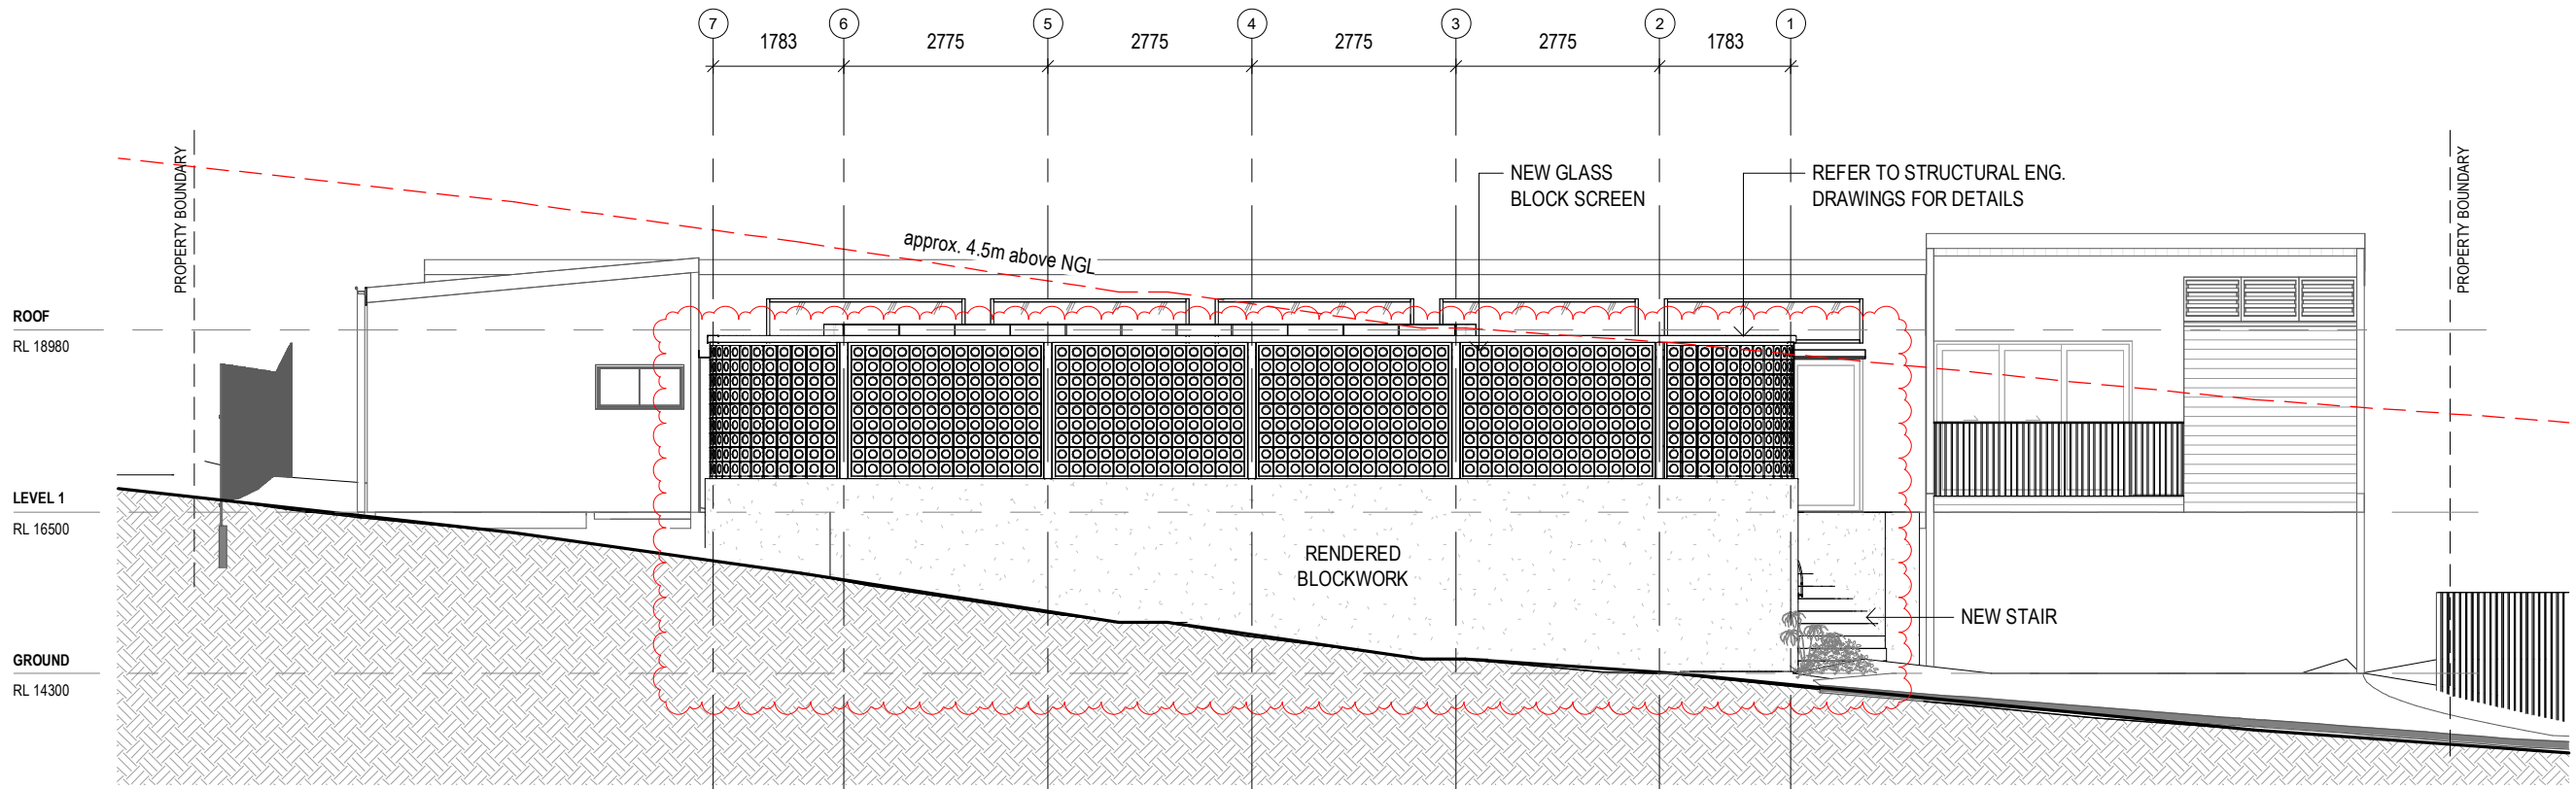 7 6 5 4 3 2 1
1783 2775 2775 2775 2775 1783
PROPERTY BOUNDARY
PROPERTY BOUNDARY
NEW GLASS
BLOCK SCREEN
REFER TO STRUCTURAL ENG.
DRAWINGS FOR DETAILS
approx. 4.5m above NGL
ROOF
RL 18980
LEVEL 1
RL 16500
RENDERED
BLOCKWORK
NEW STAIR
GROUND
RL 14300